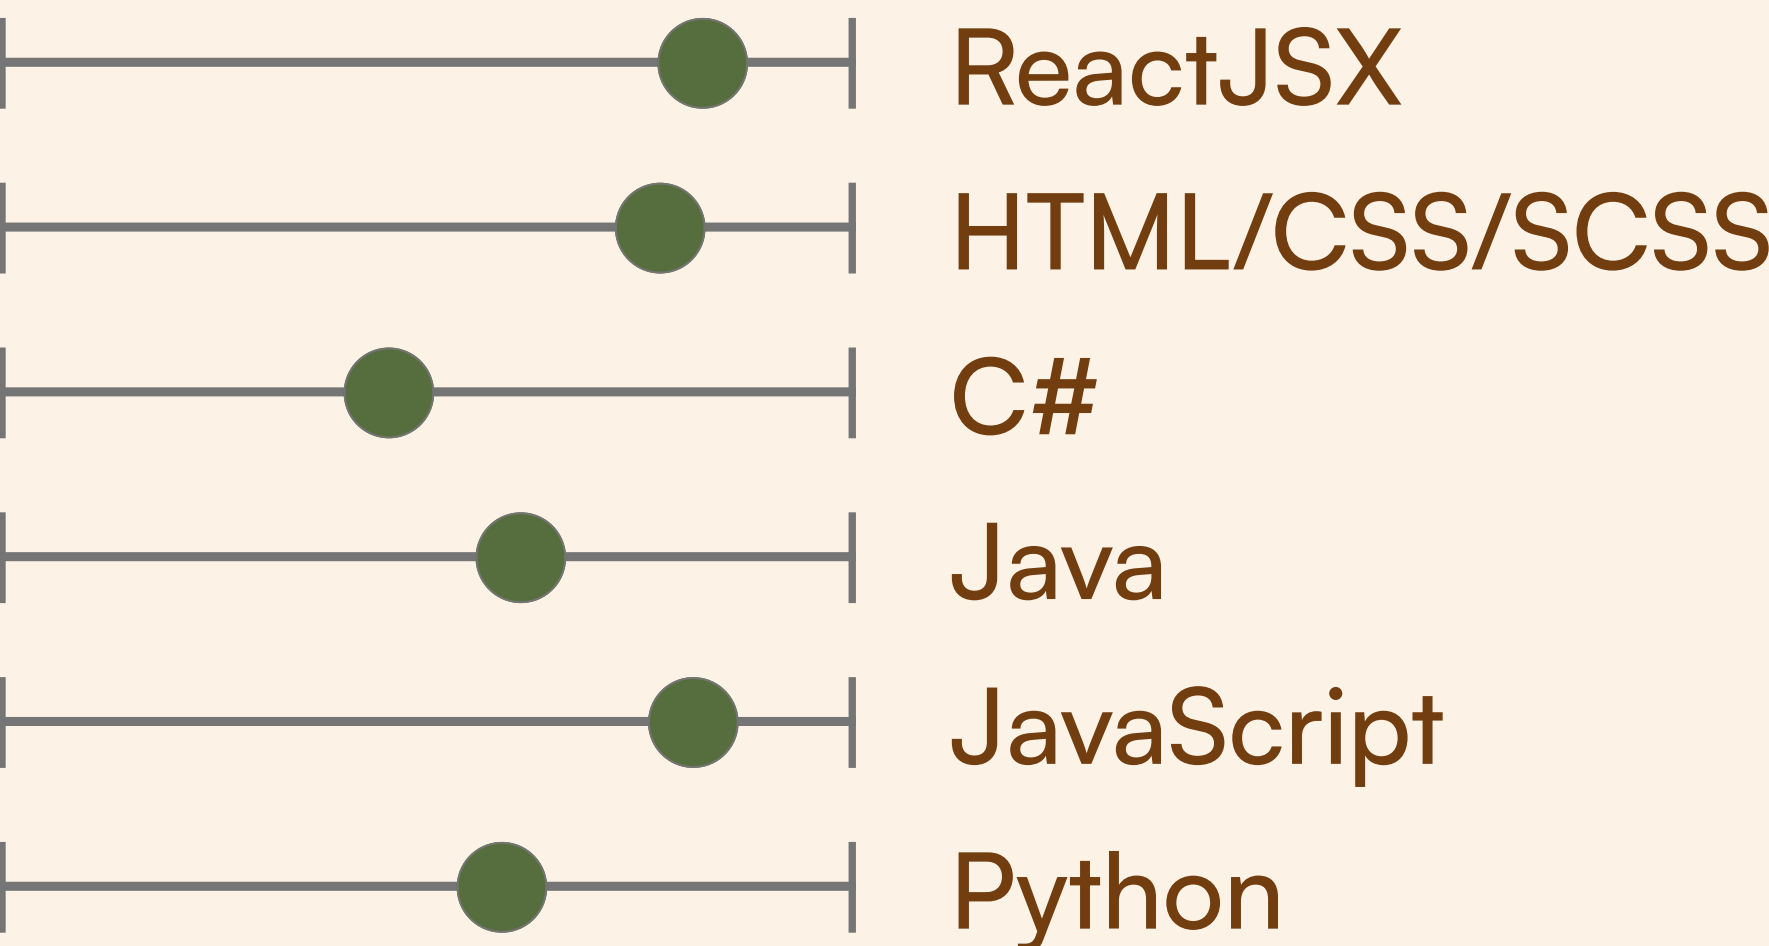 ReactJSX
HTML/CSS/SCSS
C#
Java
JavaScript
Python